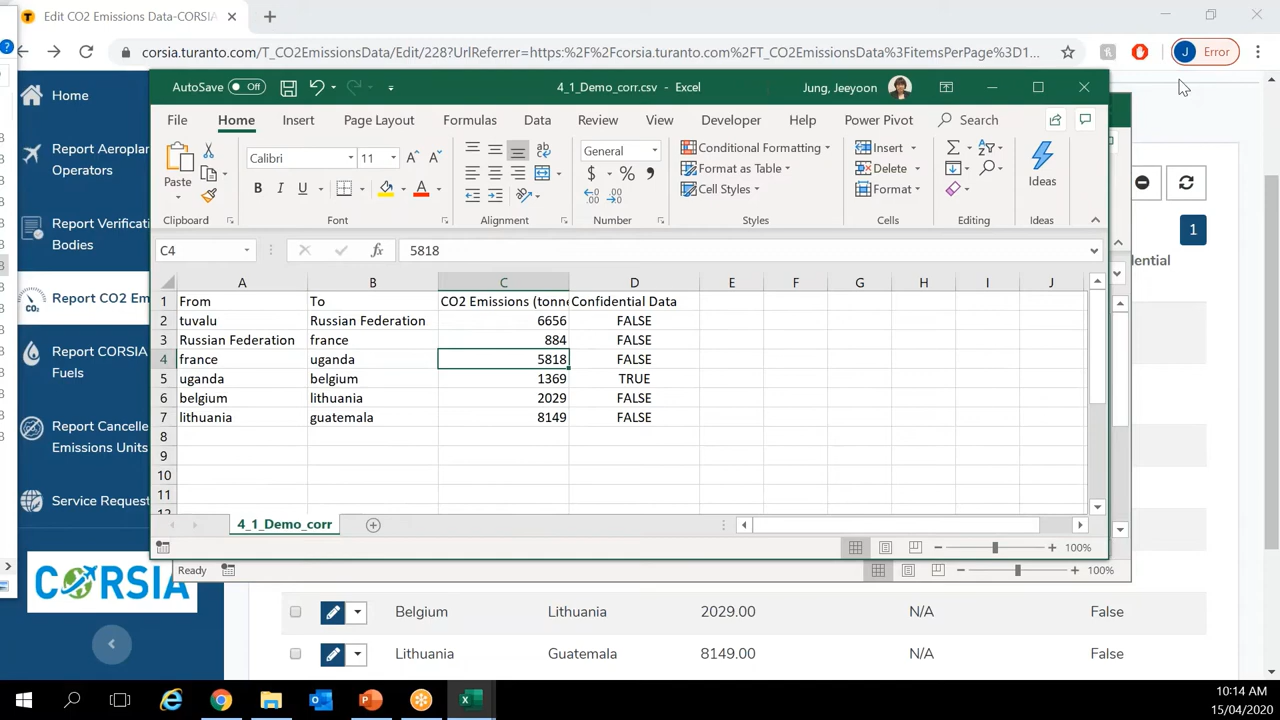 Edit CO2 Emissions Data-CORSIA
corsia.turanto.com/T_CO2EmissionsData/Edit/228?UrlReferrer=https:%2F%2Fcorsia.turanto.com%2FT_CO2EmissionsData%3FitemsPerPage%3D1...
J Error
AutoSave Off
4_1_Demo_corr.csv - Excel
Jung, Jeeyoon
File Home Insert Page Layout Formulas Data Review View Developer Help Power Pivot Search
Paste
Calibri 11
General
Conditional Formatting
Format as Table
Cell Styles
Insert
Delete
Format
Ideas
Clipboard Font Alignment Number Styles Cells Editing Ideas
C4 5818
A B C D E F G H I J
1 From To CO2 Emissions (tonne Confidential Data
2 tuvalu Russian Federation 6656 FALSE
3 Russian Federation france 884 FALSE
4 france uganda 5818 FALSE
5 uganda belgium 1369 TRUE
6 belgium lithuania 2029 FALSE
7 lithuania guatemala 8149 FALSE
8
9
10
11
12
4_1_Demo_corr
100%
Ready
100%
Home
Report Aeroplan
Operators
Report Verificati
Bodies
Report CO2 Em
Report CORSIA
Fuels
Report Cancelle
Emissions Units
Service Request
CORSIA
1
dential
Belgium Lithuania 2029.00 N/A False
Lithuania Guatemala 8149.00 N/A False
10:14 AM
15/04/2020